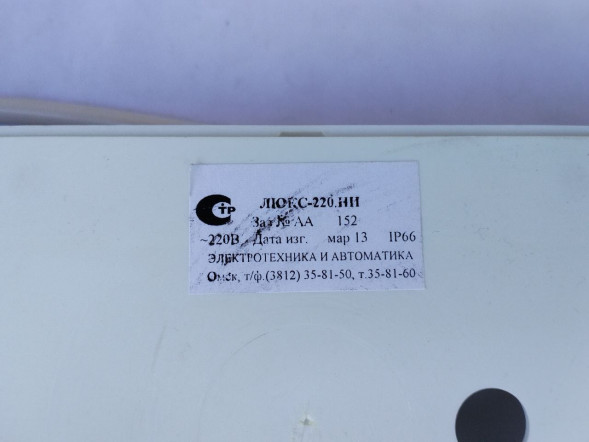 СТР ЛЮКС-220.НИ
Зав № АА 152
~220В Дата изг. мар 13 IP66
ЭЛЕКТРОТЕХНИКА И АВТОМАТИКА
Омск, т/ф.(3812) 35-81-50, т.35-81-60